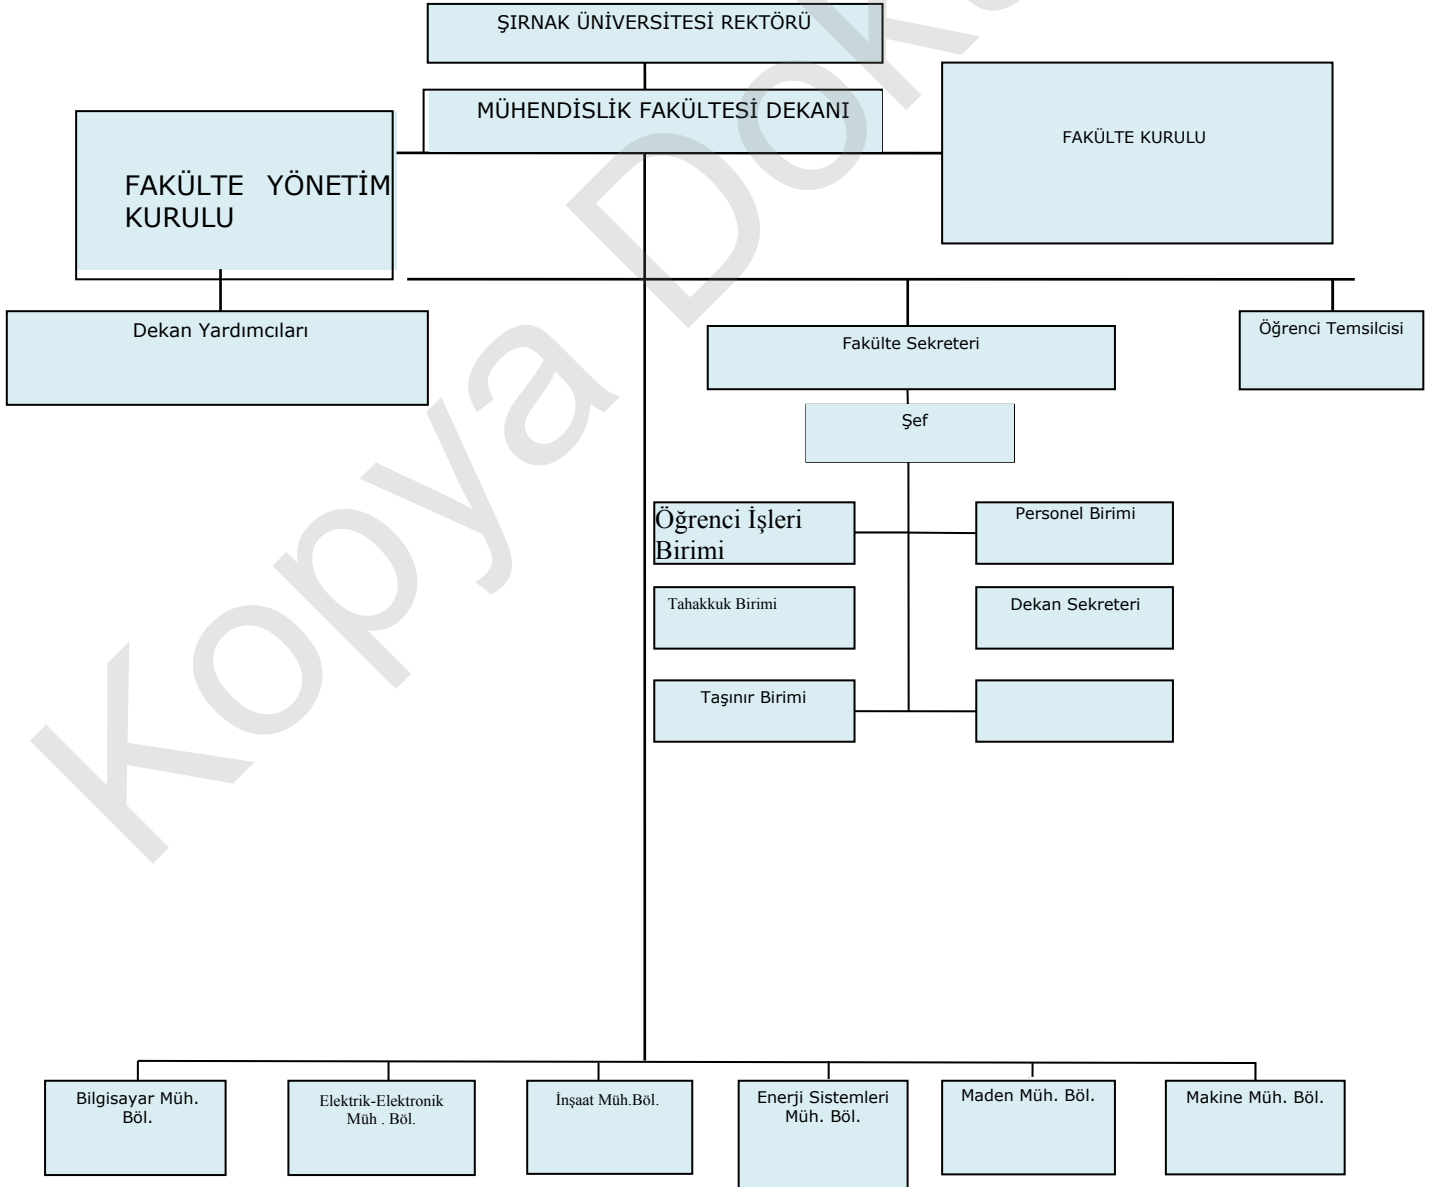 ŞIRNAK ÜNİVERSİTESİ REKTÖRÜ
MÜHENDİSLİK FAKÜLTESİ DEKANI
FAKÜLTE KURULU
FAKÜLTE YÖNETİM
KURULU
Dekan Yardımcıları
Fakülte Sekreteri
Öğrenci Temsilcisi
Şef
Öğrenci İşleri
Birimi
Personel Birimi
Tahakkuk Birimi
Dekan Sekreteri
Taşınır Birimi
Bilgisayar Müh.
Böl.
Elektrik-Elektronik
Müh . Böl.
İnşaat Müh.Böl.
Enerji Sistemleri
Müh. Böl.
Maden Müh. Böl.
Makine Müh. Böl.
Kopya Dok